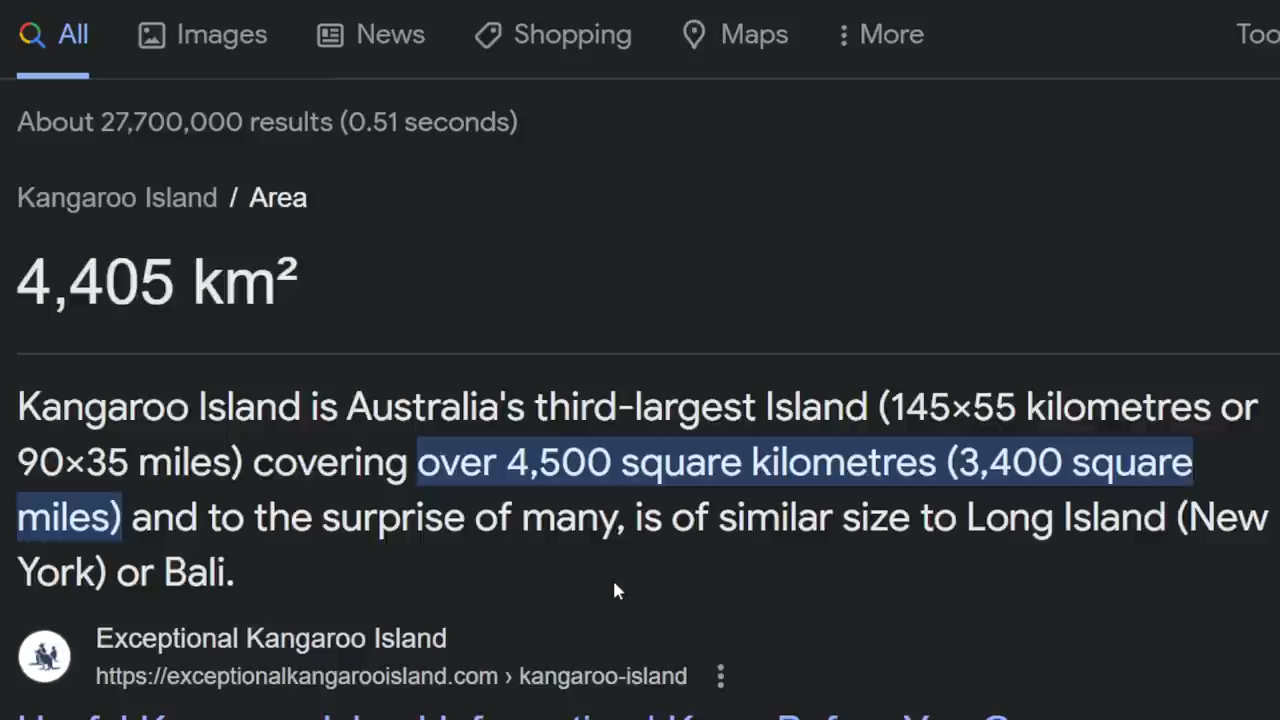 All Images News Shopping Maps More Too
About 27,700,000 results (0.51 seconds)
Kangaroo Island / Area
4,405 km²
Kangaroo Island is Australia's third-largest Island (145×55 kilometres or
90×35 miles) covering over 4,500 square kilometres (3,400 square
miles) and to the surprise of many, is of similar size to Long Island (New
York) or Bali.
Exceptional Kangaroo Island
https://exceptionalkangarooisland.com › kangaroo-island